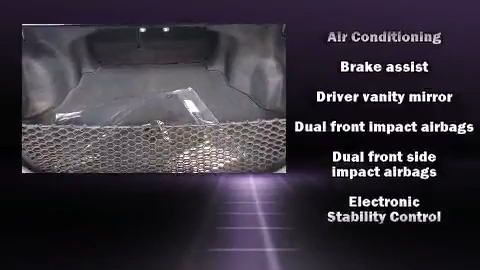 Air Conditioning
Brake assist
Driver vanity mirror
Dual front impact airbags
Dual front side
impact airbags
Electronic
Stability Control